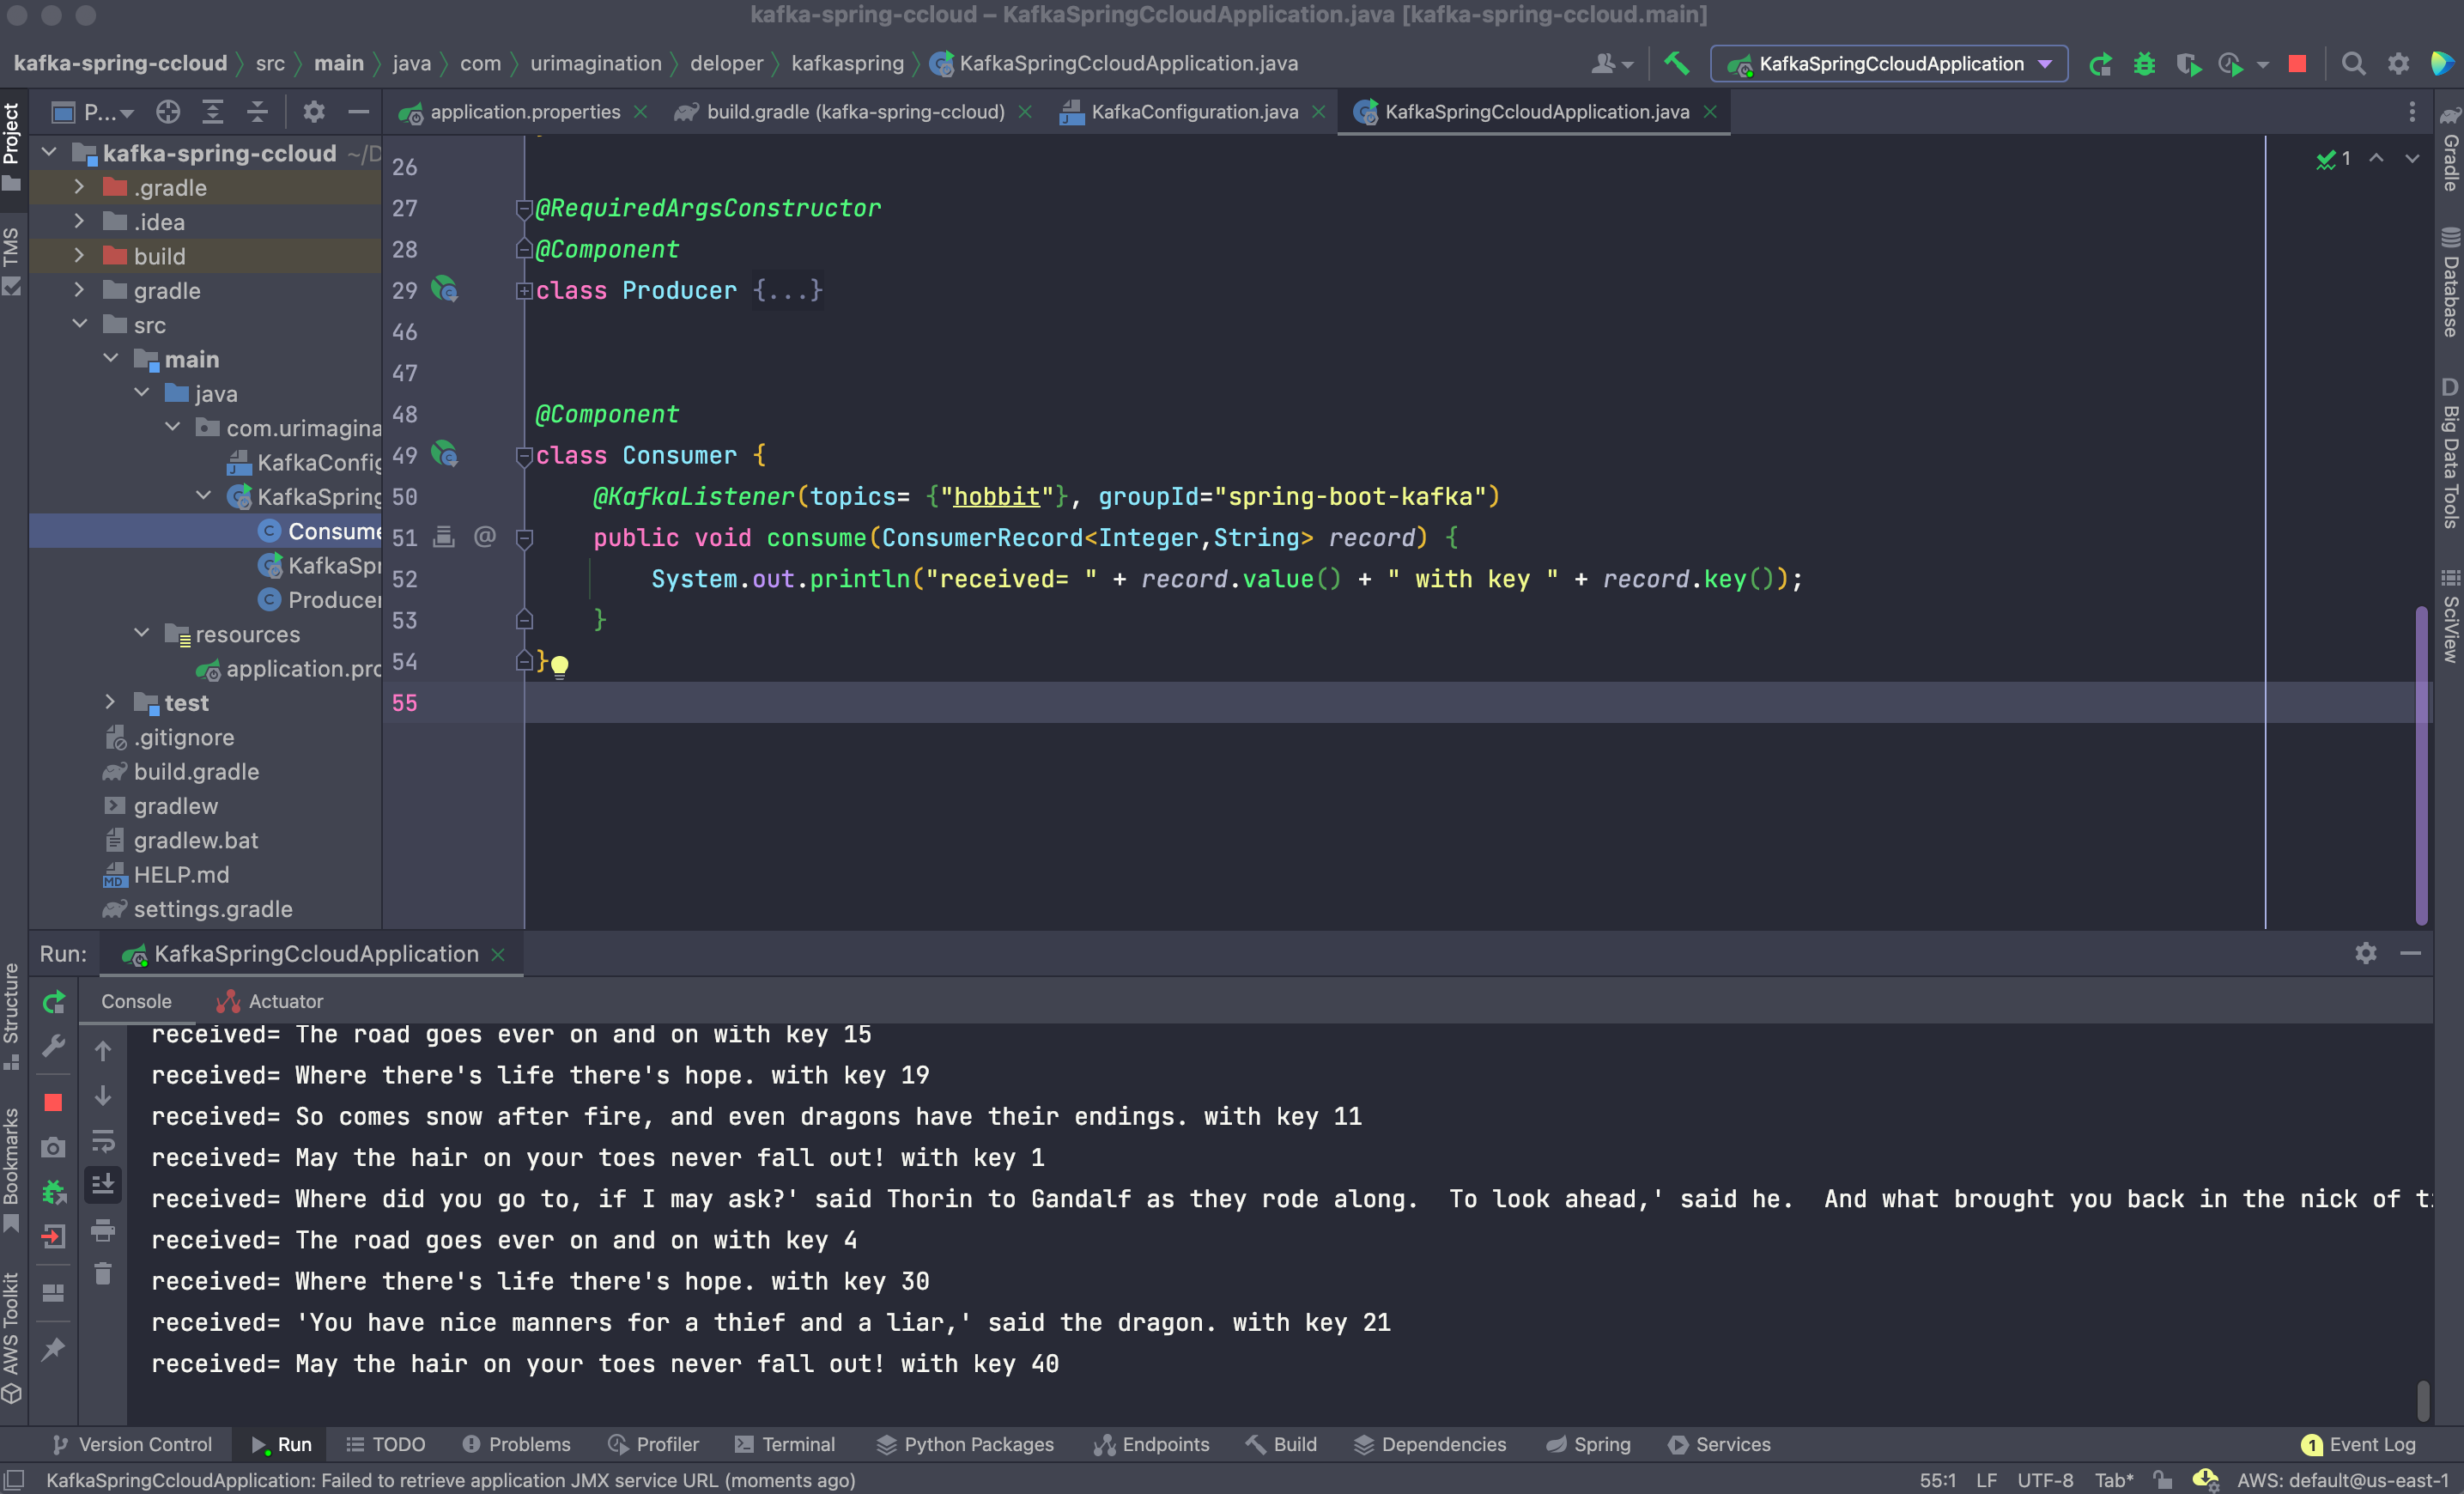 kafka-spring-ccloud – KafkaSpringCcloudApplication.java [kafka-spring-ccloud.main]
kafka-spring-ccloud src main java com urimagination deloper kafkaspring KafkaSpringCcloudApplication.java KafkaSpringCcloudApplication
P... application.properties build.gradle (kafka-spring-ccloud) KafkaConfiguration.java KafkaSpringCcloudApplication.java
Project
TMS
Structure
Bookmarks
AWS Toolkit
kafka-spring-ccloud ~/D
.gradle
.idea
build
gradle
src
main
java
com.urimagina
KafkaConfig
KafkaSpring
Consume
KafkaSpr
Producer
resources
application.pro
test
.gitignore
build.gradle
gradlew
gradlew.bat
HELP.md
settings.gradle
1
26
27 @RequiredArgsConstructor
28 @Component
29 class Producer {...}
46
47
48 @Component
49 class Consumer {
50 @KafkaListener(topics= {"hobbit"}, groupId="spring-boot-kafka")
51 public void consume(ConsumerRecord<Integer,String> record) {
52 System.out.println("received= " + record.value() + " with key " + record.key());
53 }
54 }
55
Gradle
Database
D Big Data Tools
SciView
Run: KafkaSpringCcloudApplication
Console Actuator
received= The road goes ever on and on with key 15
received= Where there's life there's hope. with key 19
received= So comes snow after fire, and even dragons have their endings. with key 11
received= May the hair on your toes never fall out! with key 1
received= Where did you go to, if I may ask?' said Thorin to Gandalf as they rode along.  To look ahead,' said he.  And what brought you back in the nick of t
received= The road goes ever on and on with key 4
received= Where there's life there's hope. with key 30
received= 'You have nice manners for a thief and a liar,' said the dragon. with key 21
received= May the hair on your toes never fall out! with key 40
Version Control Run TODO Problems Profiler Terminal Python Packages Endpoints Build Dependencies Spring Services 1 Event Log
KafkaSpringCcloudApplication: Failed to retrieve application JMX service URL (moments ago) 55:1 LF UTF-8 Tab* AWS: default@us-east-1